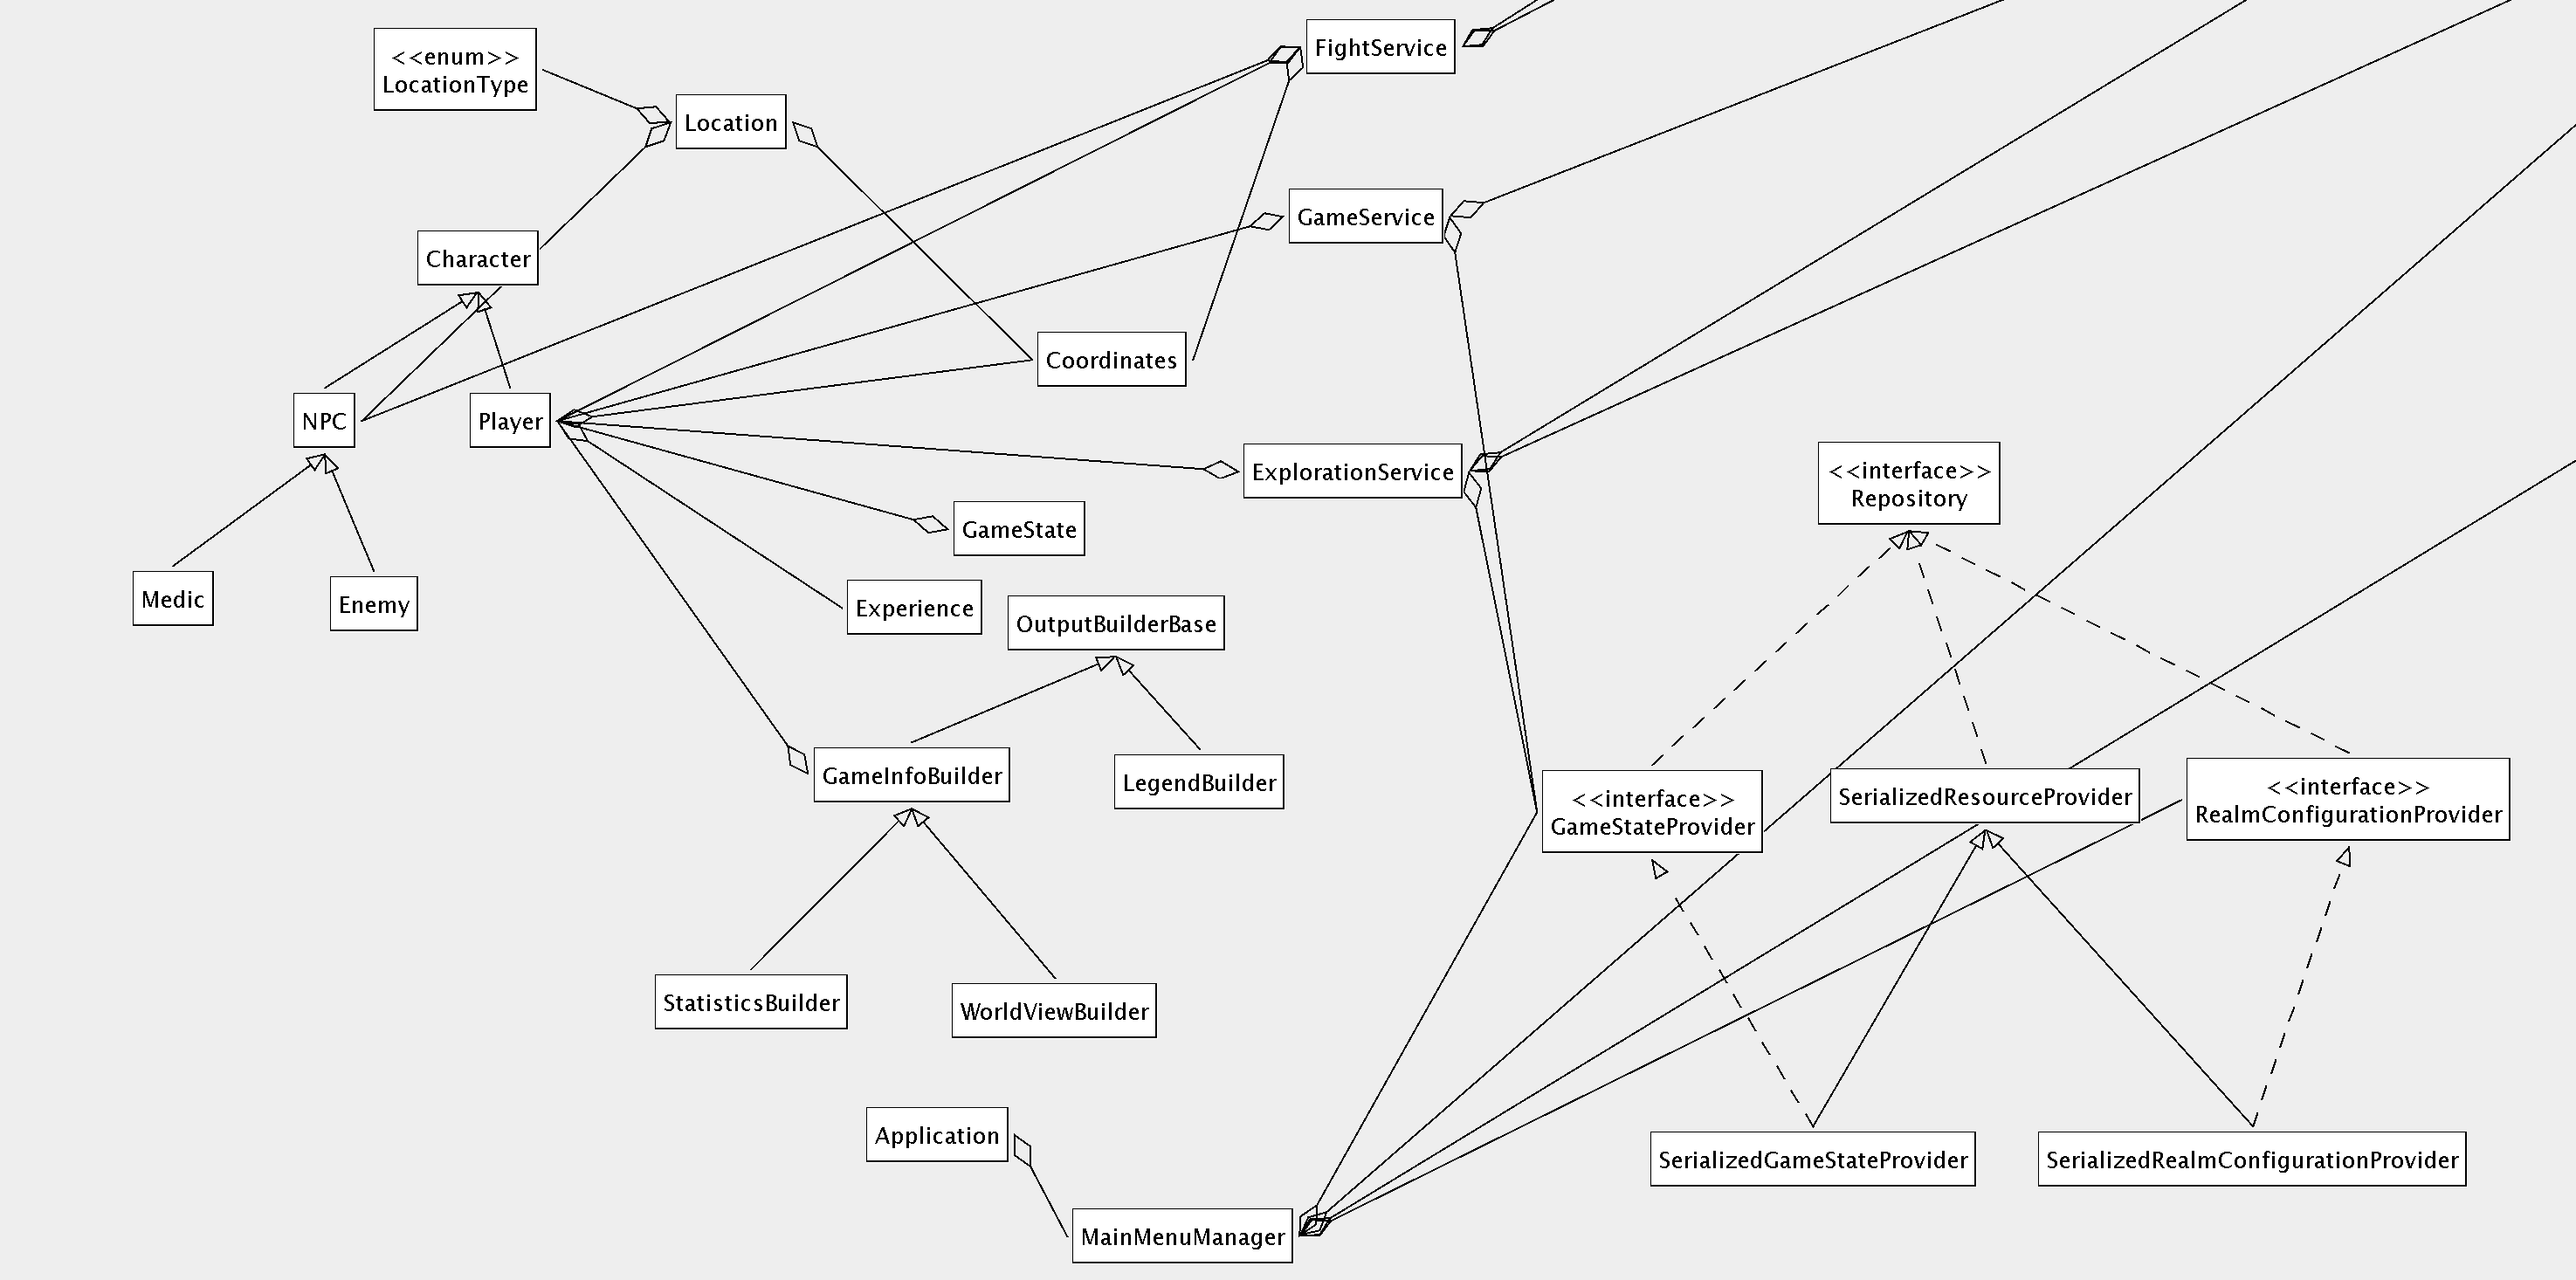 FightService
<<enum>>
LocationType
Location
GameService
Character
Coordinates
NPC
Player
ExplorationService
<<interface>>
Repository
GameState
Medic
Enemy
Experience
OutputBuilderBase
GameInfoBuilder
LegendBuilder
<<interface>>
GameStateProvider
SerializedResourceProvider
<<interface>>
RealmConfigurationProvider
StatisticsBuilder
WorldViewBuilder
Application
SerializedGameStateProvider
SerializedRealmConfigurationProvider
MainMenuManager